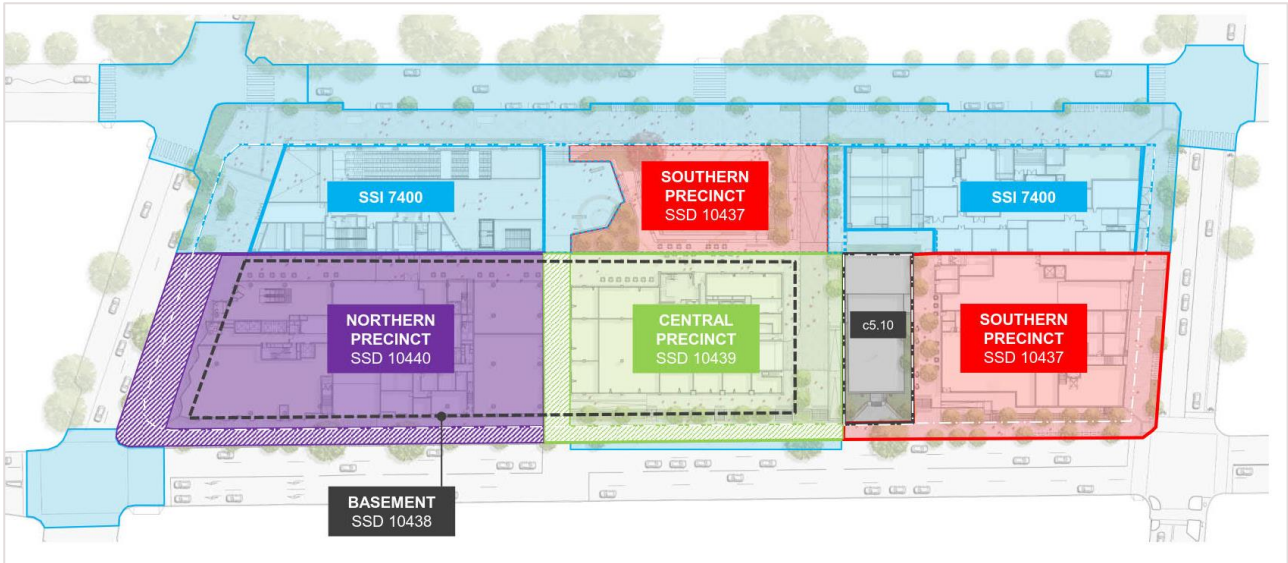 SOUTHERN
PRECINCT
SSD 10437
SSI 7400
SSI 7400
NORTHERN
PRECINCT
SSD 10440
CENTRAL
PRECINCT
SSD 10439
c5.10
SOUTHERN
PRECINCT
SSD 10437
BASEMENT
SSD 10438